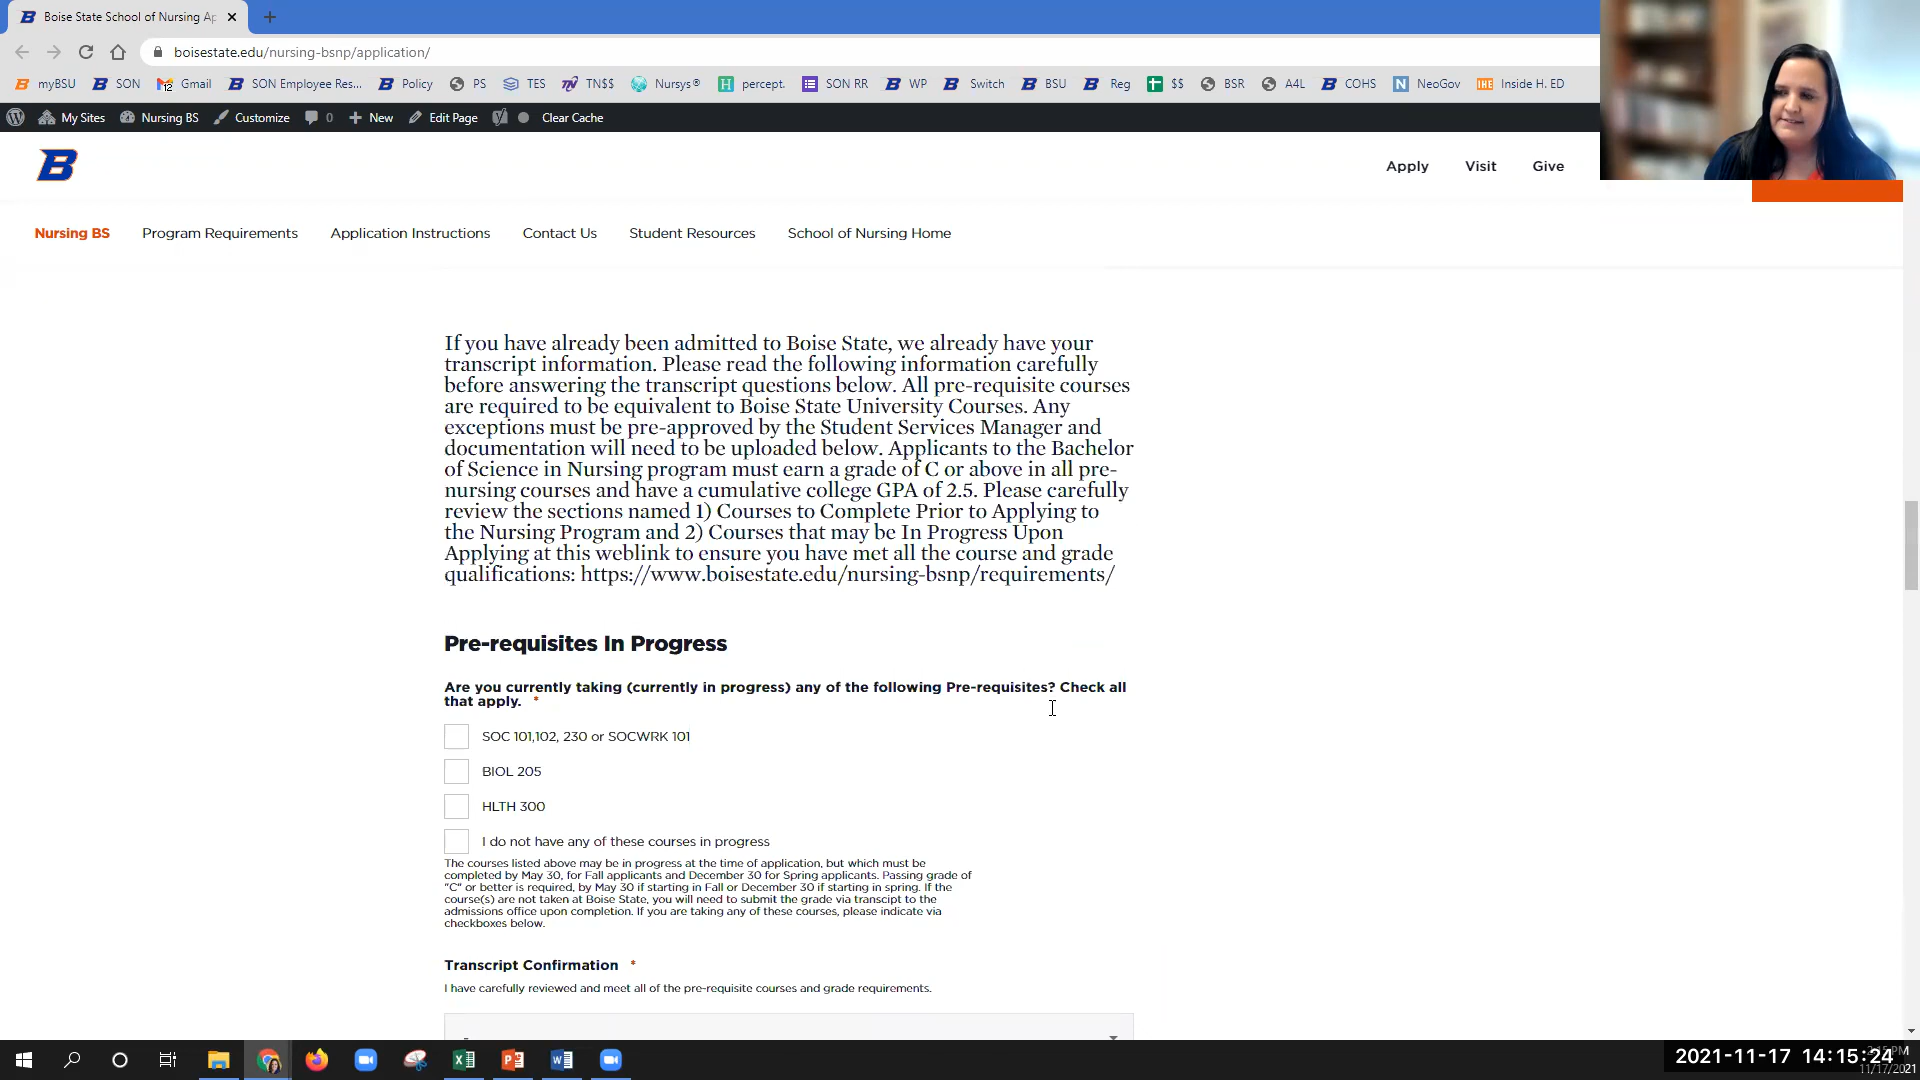 Boise State School of Nursing Ap
boisestate.edu/nursing-bsnp/application/
myBSU SON Gmail SON Employee Res... Policy PS TES TN$$ Nursys® percept. SON RR WP Switch BSU Reg $$ BSR A4L COHS NeoGov Inside H. ED
My Sites Nursing BS Customize 0 New Edit Page Clear Cache
B
Apply Visit Give
Nursing BS Program Requirements Application Instructions Contact Us Student Resources School of Nursing Home
If you have already been admitted to Boise State, we already have your
transcript information. Please read the following information carefully
before answering the transcript questions below. All pre-requisite courses
are required to be equivalent to Boise State University Courses. Any
exceptions must be pre-approved by the Student Services Manager and
documentation will need to be uploaded below. Applicants to the Bachelor
of Science in Nursing program must earn a grade of C or above in all pre-
nursing courses and have a cumulative college GPA of 2.5. Please carefully
review the sections named 1) Courses to Complete Prior to Applying to
the Nursing Program and 2) Courses that may be In Progress Upon
Applying at this weblink to ensure you have met all the course and grade
qualifications: https://www.boisestate.edu/nursing-bsnp/requirements/
Pre-requisites In Progress
Are you currently taking (currently in progress) any of the following Pre-requisites? Check all
that apply. *
SOC 101,102, 230 or SOCWRK 101
BIOL 205
HLTH 300
I do not have any of these courses in progress
The courses listed above may be in progress at the time of application, but which must be
completed by May 30, for Fall applicants and December 30 for Spring applicants. Passing grade of
"C" or better is required, by May 30 if starting in Fall or December 30 if starting in spring. If the
course(s) are not taken at Boise State, you will need to submit the grade via transcipt to the
admissions office upon completion. If you are taking any of these courses, please indicate via
checkboxes below.
Transcript Confirmation *
I have carefully reviewed and meet all of the pre-requisite courses and grade requirements.
-
2021-11-17 14:15:24
11/17/2021